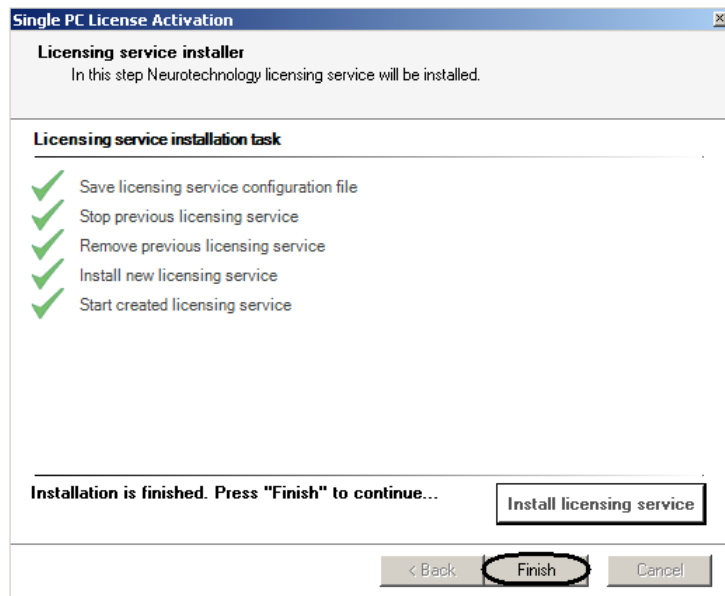 Single PC License Activation
Licensing service installer
In this step Neurotechnology licensing service will be installed.
Licensing service installation task
Save licensing service configuration file
Stop previous licensing service
Remove previous licensing service
Install new licensing service
Start created licensing service
Installation is finished. Press "Finish" to continue...
Install licensing service
< Back Finish Cancel